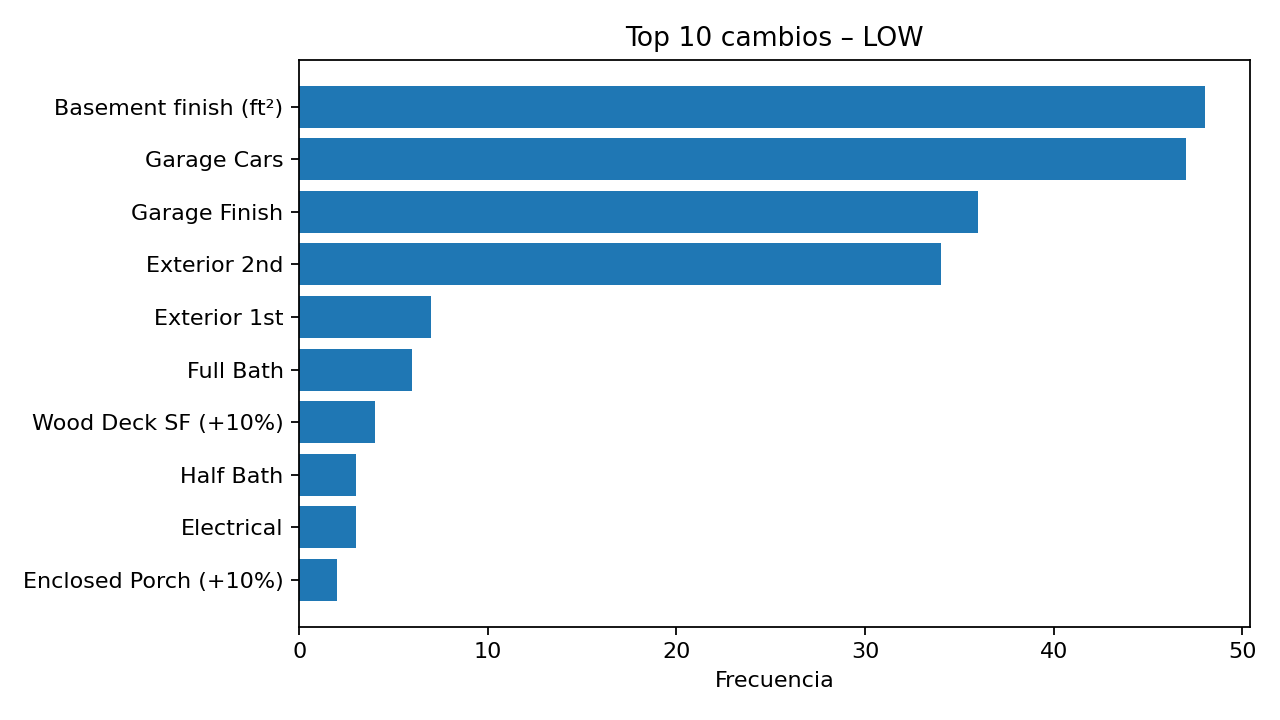 Top 10 cambios – LOW
Basement finish (ft²)
Garage Cars
Garage Finish
Exterior 2nd
Exterior 1st
Full Bath
Wood Deck SF (+10%)
Half Bath
Electrical
Enclosed Porch (+10%)
0 10 20 30 40 50
Frecuencia